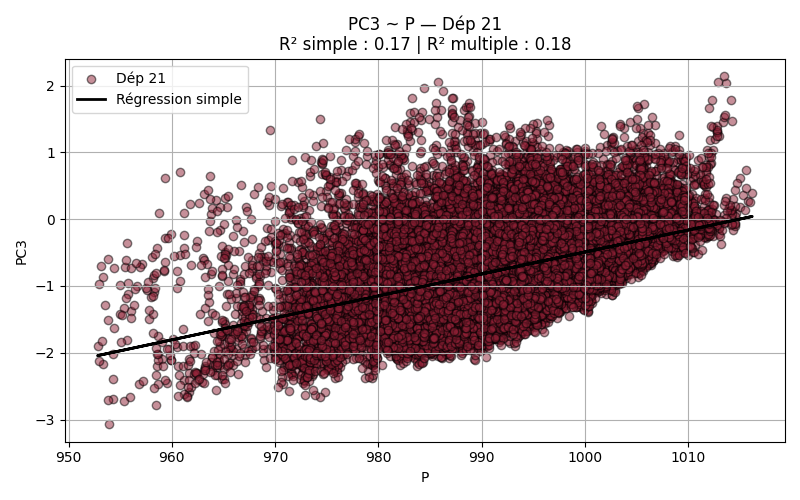 PC3 ~ P — Dép 21
R² simple : 0.17 | R² multiple : 0.18
Dép 21
Régression simple
PC3
2
1
0
−1
−2
−3
950
960
970
980
990
1000
1010
P